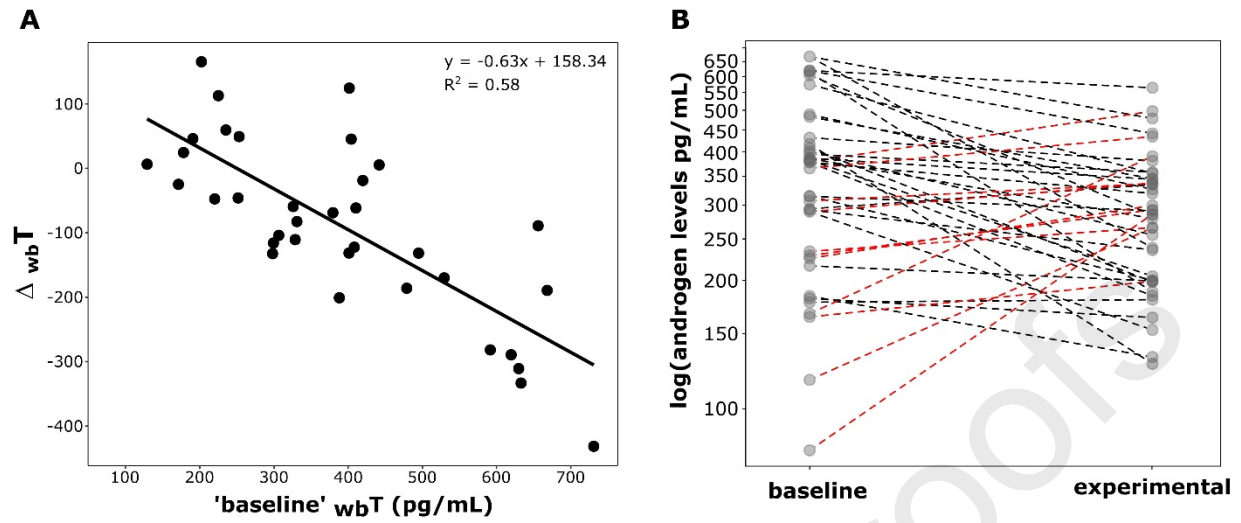 A
y = -0.63x + 158.34
R² = 0.58
100
0
-100
-200
-300
-400
Δ wbT
100
200
300
400
500
600
700
'baseline' wbT (pg/mL)
B
650
600
550
500
450
400
350
300
250
200
150
100
log(androgen levels pg/mL)
baseline
experimental
oofs